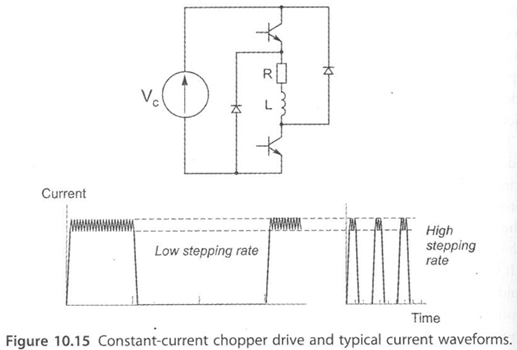 Vc
R
L
Current
Low stepping rate
High
stepping
rate
Time
Figure 10.15 Constant-current chopper drive and typical current waveforms.